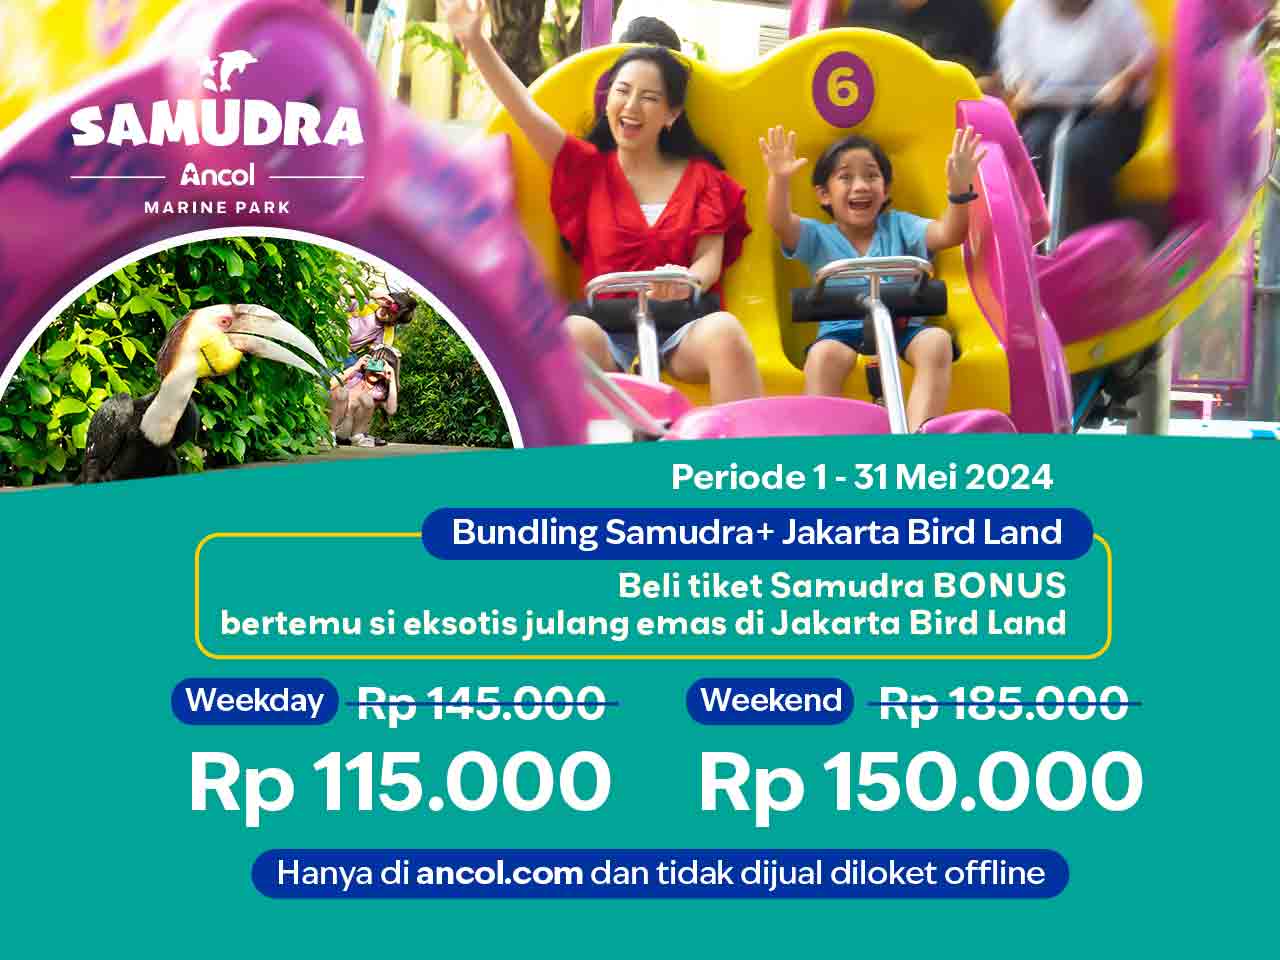 SAMUDRA
Ancol
MARINE PARK
6
Periode 1 - 31 Mei 2024
Bundling Samudra+ Jakarta Bird Land
Beli tiket Samudra BONUS
bertemu si eksotis julang emas di Jakarta Bird Land
Weekday Rp 145.000
Rp 115.000
Weekend Rp 185.000
Rp 150.000
Hanya di ancol.com dan tidak dijual diloket offline